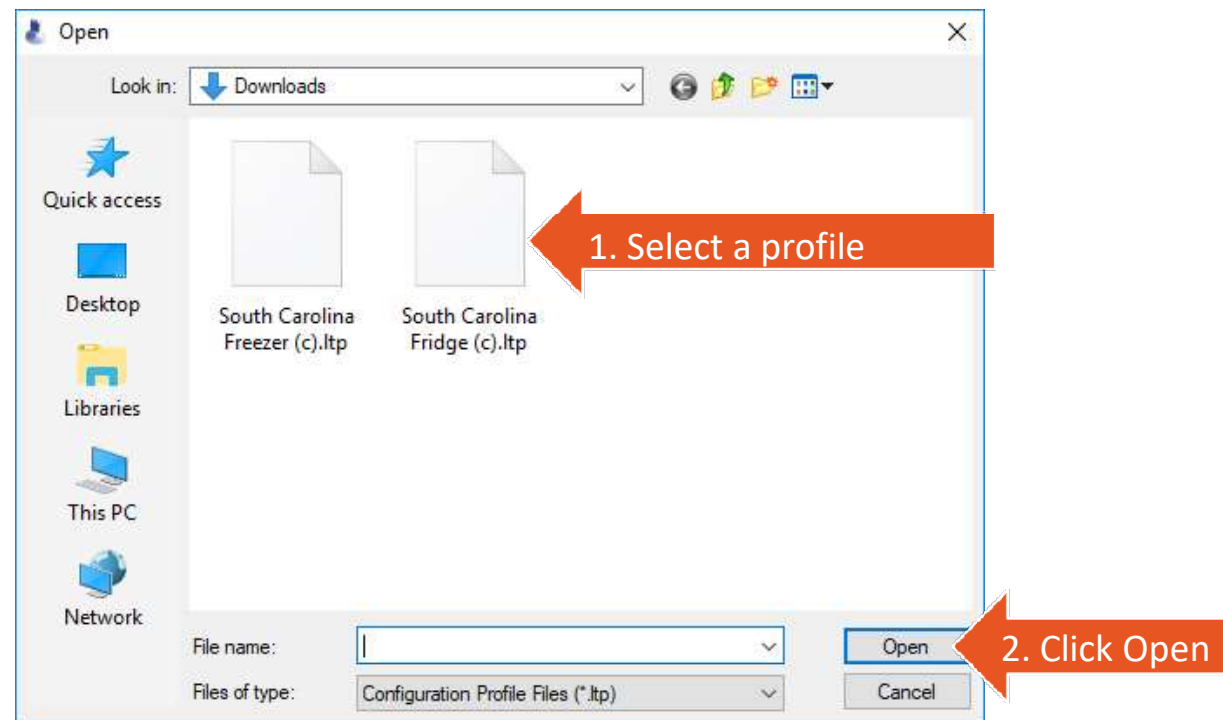 Open
Look in:
Downloads
Quick access
Desktop
Libraries
This PC
Network
South Carolina
Freezer (c).ltp
South Carolina
Fridge (c).ltp
1. Select a profile
File name:
Open
2. Click Open
Files of type:
Configuration Profile Files (*.ltp)
Cancel